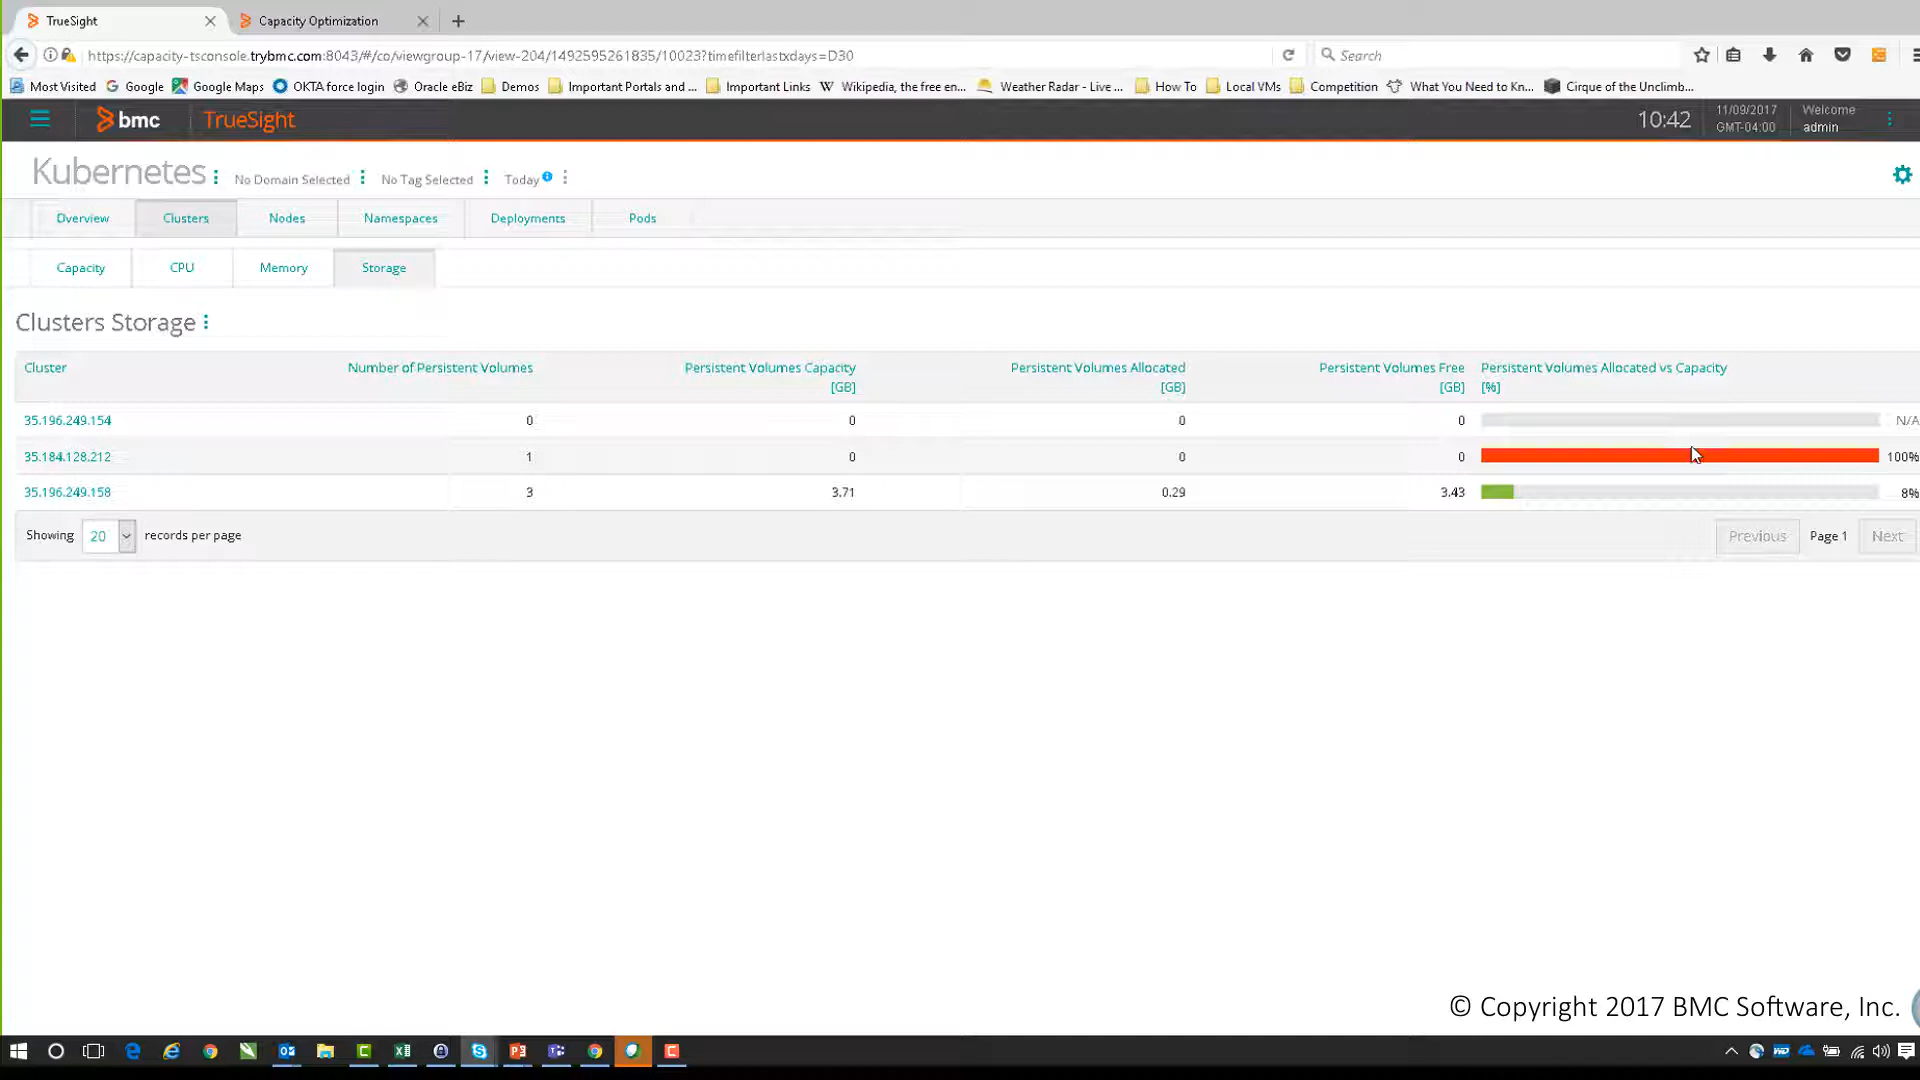 TrueSight
Capacity Optimization
https://capacity-tsconsole.trybmc.com:8043/#/co/viewgroup-17/view-204/1492595261835/10023?timefilterlastxdays=D30
Search
Most Visited Google Google Maps OKTA force login Oracle eBiz Demos Important Portals and ... Important Links Wikipedia, the free en... Weather Radar - Live ... How To Local VMs Competition What You Need to Kn... Cirque of the Unclimb...
bmc TrueSight 10:42 11/09/2017 Welcome
GMT-04:00 admin
Kubernetes No Domain Selected No Tag Selected Today
Overview Clusters Nodes Namespaces Deployments Pods
Capacity CPU Memory Storage
Clusters Storage
Cluster Number of Persistent Volumes Persistent Volumes Capacity Persistent Volumes Allocated Persistent Volumes Free Persistent Volumes Allocated vs Capacity
[GB] [GB] [GB] [%]
35.196.249.154 0 0 0 0 N/A
35.184.128.212 1 0 0 0 100%
35.196.249.158 3 3.71 0.29 3.43 8%
Showing 20 records per page Previous Page 1 Next
© Copyright 2017 BMC Software, Inc.